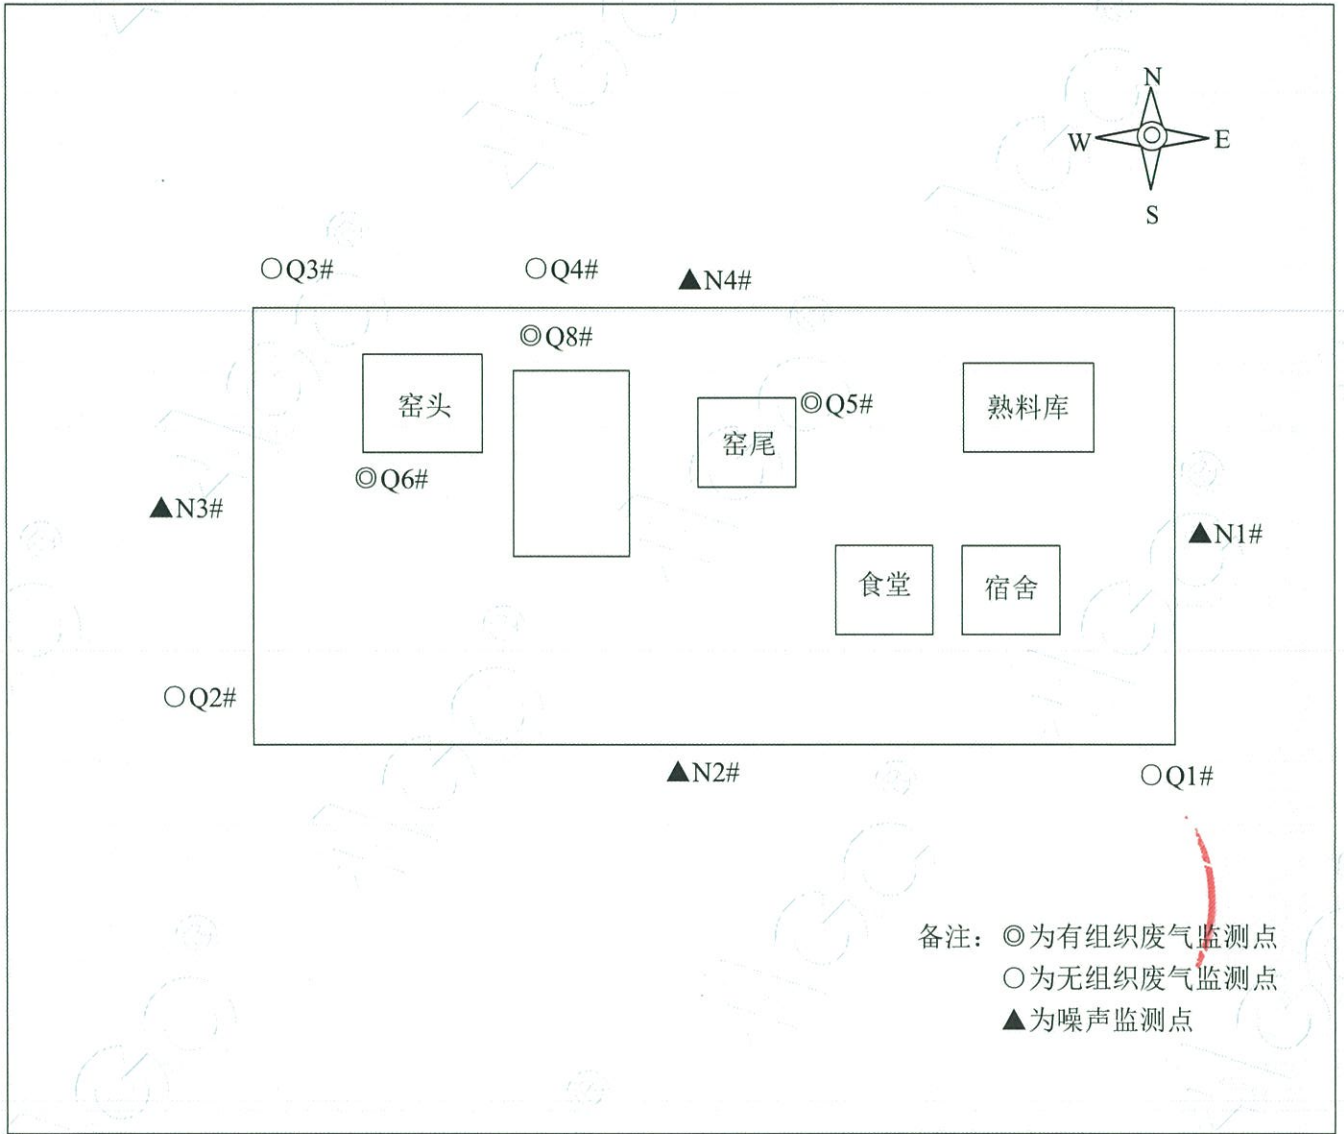 N
W E
S
○Q3# ○Q4# ▲N4#
◎Q8#
窑头
◎Q5#
熟料库
窑尾
◎Q6#
▲N3#
▲N1#
食堂
宿舍
○Q2#
▲N2#
○Q1#
备注：◎为有组织废气监测点
○为无组织废气监测点
▲为噪声监测点